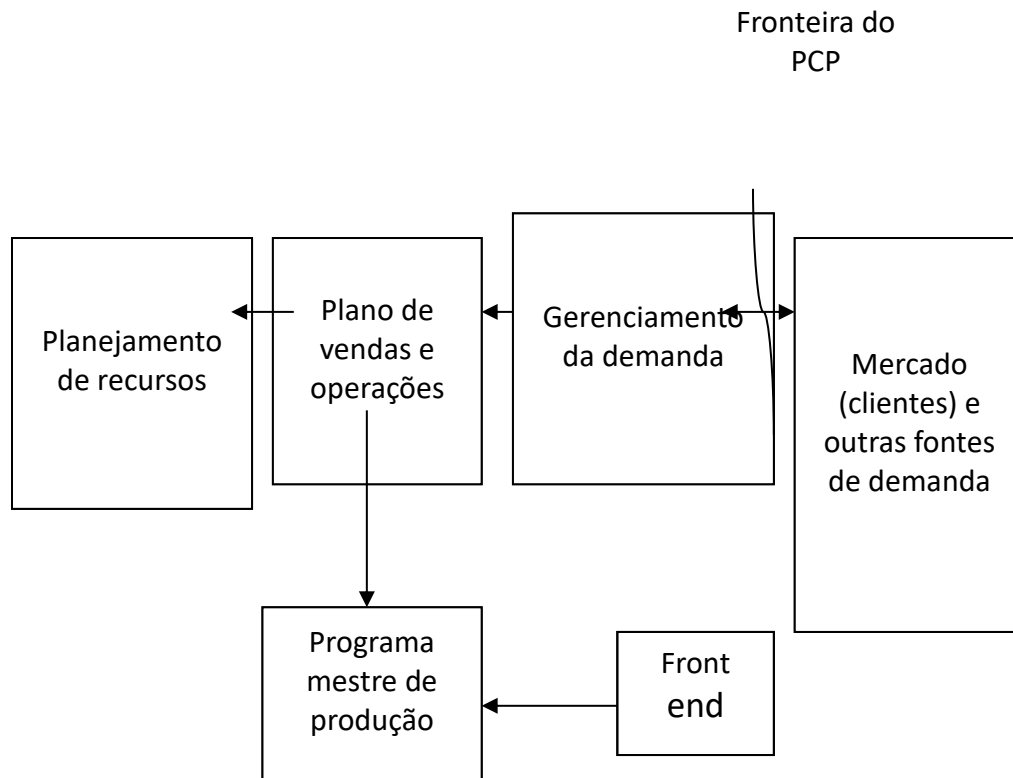 Fronteira do
PCP
Planejamento
de recursos
Plano de
vendas e
operações
Gerenciamento
da demanda
Mercado
(clientes) e
outras fontes
de demanda
Programa
mestre de
produção
Front
end